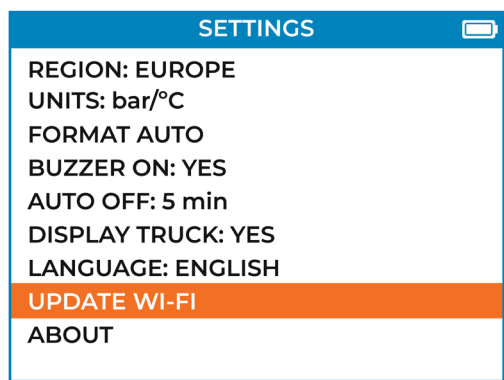 SETTINGS
REGION: EUROPE
UNITS: bar/°C
FORMAT AUTO
BUZZER ON: YES
AUTO OFF: 5 min
DISPLAY TRUCK: YES
LANGUAGE: ENGLISH
UPDATE WI-FI
ABOUT